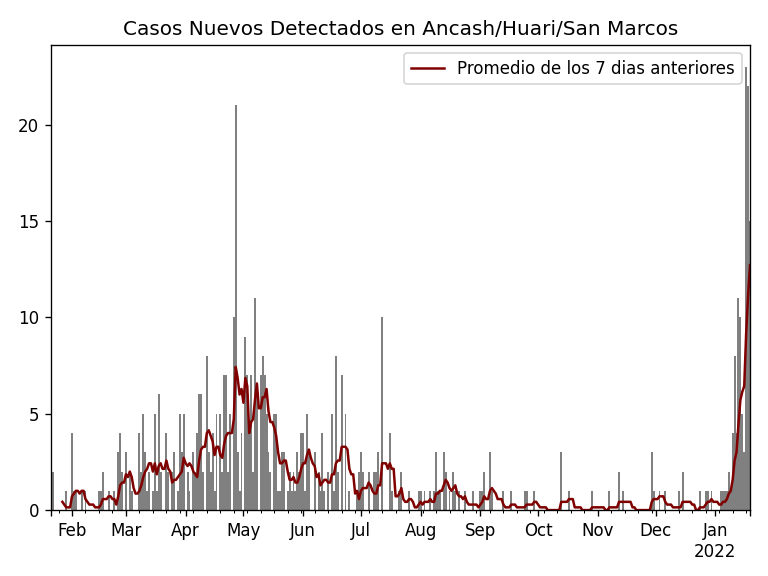 Casos Nuevos Detectados en Ancash/Huari/San Marcos
Promedio de los 7 dias anteriores
20
15
10
5
0
Feb Mar Apr May Jun Jul Aug Sep Oct Nov Dec Jan
2022